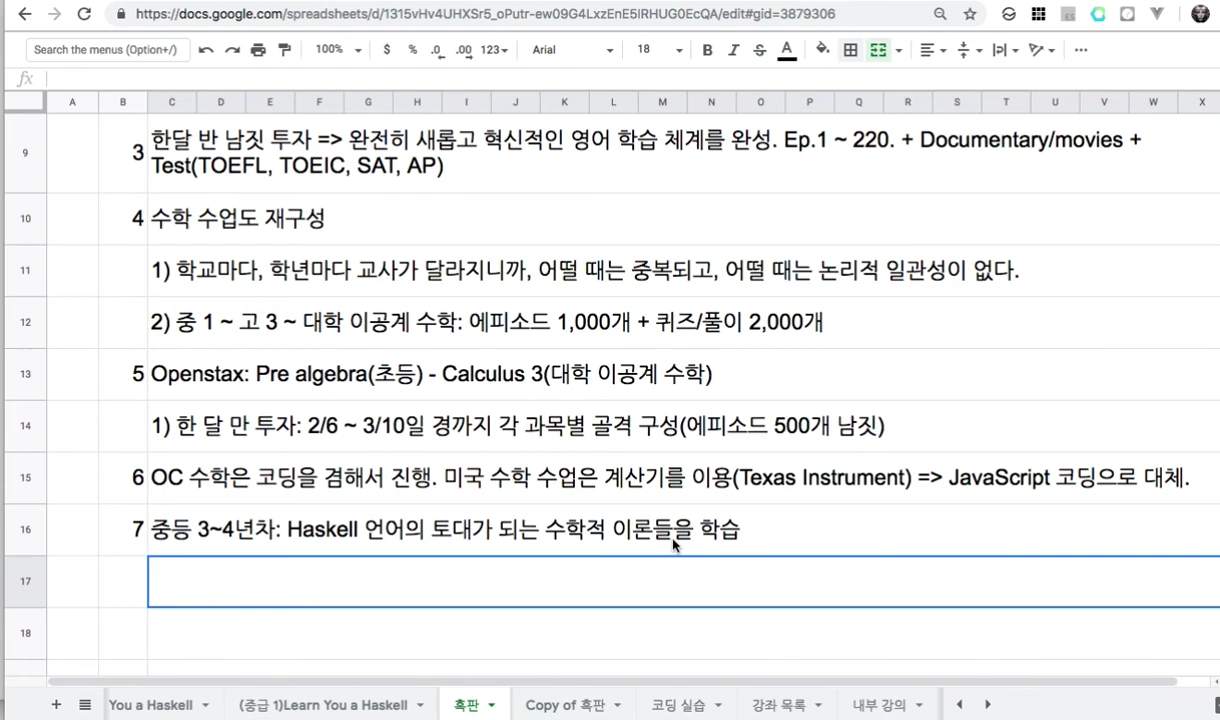 https://docs.google.com/spreadsheets/d/1315vHv4UHXSr5_oPutr-ew09G4LxzEnE5IRHUG0EcQA/edit#gid=3879306
Search the menus (Option+/) 100% $ % .0 .00 123 Arial 18 B I S A
fx
A B C D E F G H I J K L M N O P Q R S T U V W X
9 3 한달 반 남짓 투자 => 완전히 새롭고 혁신적인 영어 학습 체계를 완성. Ep.1 ~ 220. + Documentary/movies +
Test(TOEFL, TOEIC, SAT, AP)
10 4 수학 수업도 재구성
11 1) 학교마다, 학년마다 교사가 달라지니까, 어떨 때는 중복되고, 어떨 때는 논리적 일관성이 없다.
12 2) 중 1 ~ 고 3 ~ 대학 이공계 수학: 에피소드 1,000개 + 퀴즈/풀이 2,000개
13 5 Openstax: Pre algebra(초등) - Calculus 3(대학 이공계 수학)
14 1) 한 달 만 투자: 2/6 ~ 3/10일 경까지 각 과목별 골격 구성(에피소드 500개 남짓)
15 6 OC 수학은 코딩을 겸해서 진행. 미국 수학 수업은 계산기를 이용(Texas Instrument) => JavaScript 코딩으로 대체.
16 7 중등 3~4년차: Haskell 언어의 토대가 되는 수학적 이론들을 학습
17
18
You a Haskell (중급 1)Learn You a Haskell 흑판 Copy of 흑판 코딩 실습 강좌 목록 내부 강의